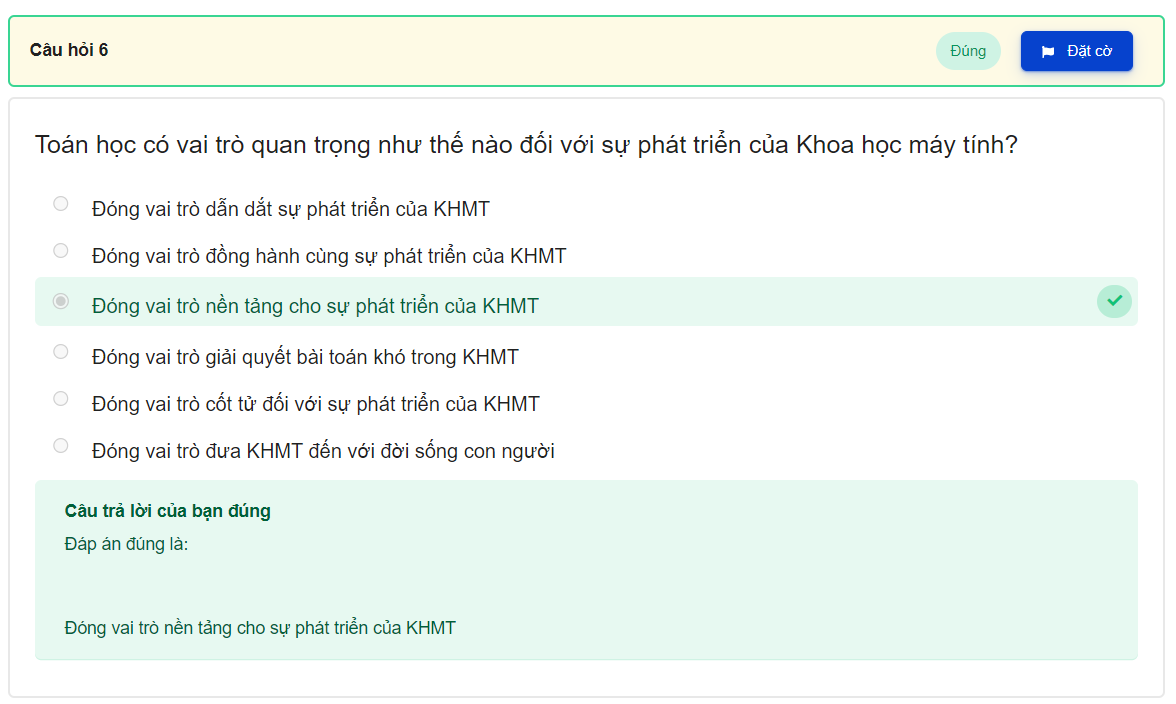 Câu hỏi 6
Đúng
Đặt cờ
Toán học có vai trò quan trọng như thế nào đối với sự phát triển của Khoa học máy tính?
Đóng vai trò dẫn dắt sự phát triển của KHMT
Đóng vai trò đồng hành cùng sự phát triển của KHMT
Đóng vai trò nền tảng cho sự phát triển của KHMT
Đóng vai trò giải quyết bài toán khó trong KHMT
Đóng vai trò cốt tử đối với sự phát triển của KHMT
Đóng vai trò đưa KHMT đến với đời sống con người
Câu trả lời của bạn đúng
Đáp án đúng là:
Đóng vai trò nền tảng cho sự phát triển của KHMT